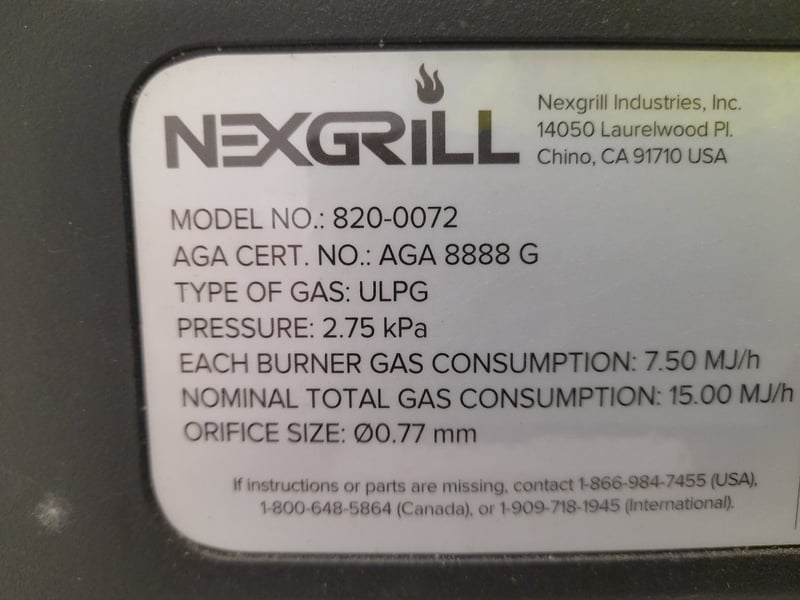 NEXGRILL
Nexgrill Industries, Inc.
14050 Laurelwood Pl.
Chino, CA 91710 USA
MODEL NO.: 820-0072
AGA CERT. NO.: AGA 8888 G
TYPE OF GAS: ULPG
PRESSURE: 2.75 kPa
EACH BURNER GAS CONSUMPTION: 7.50 MJ/h
NOMINAL TOTAL GAS CONSUMPTION: 15.00 MJ/h
ORIFICE SIZE: Ø0.77 mm
If instructions or parts are missing, contact 1-866-984-7455 (USA),
1-800-648-5864 (Canada), or 1-909-718-1945 (International).